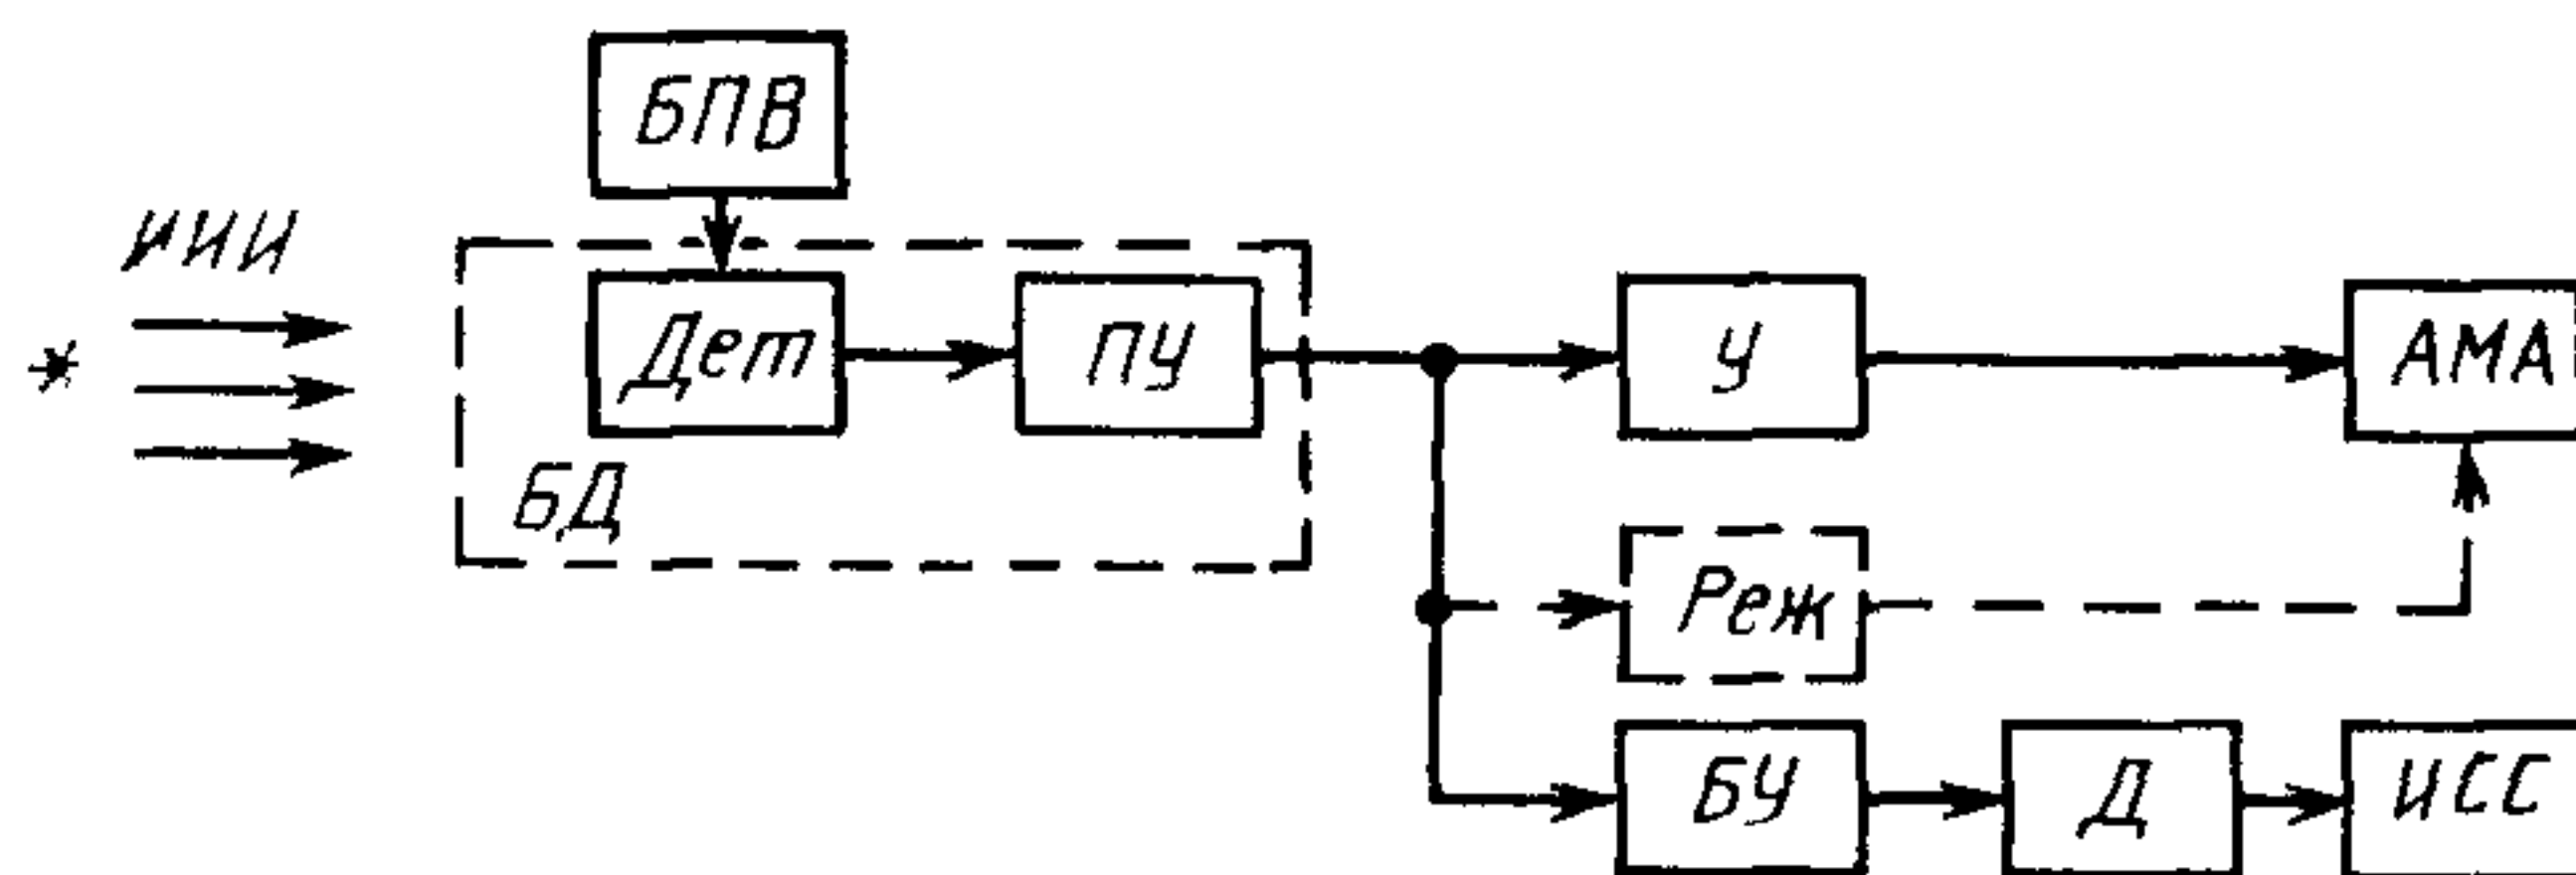 БПВ
ИИИ
Дет
ПУ
У
АМА
БД
Реж
БУ
Д
ИСС